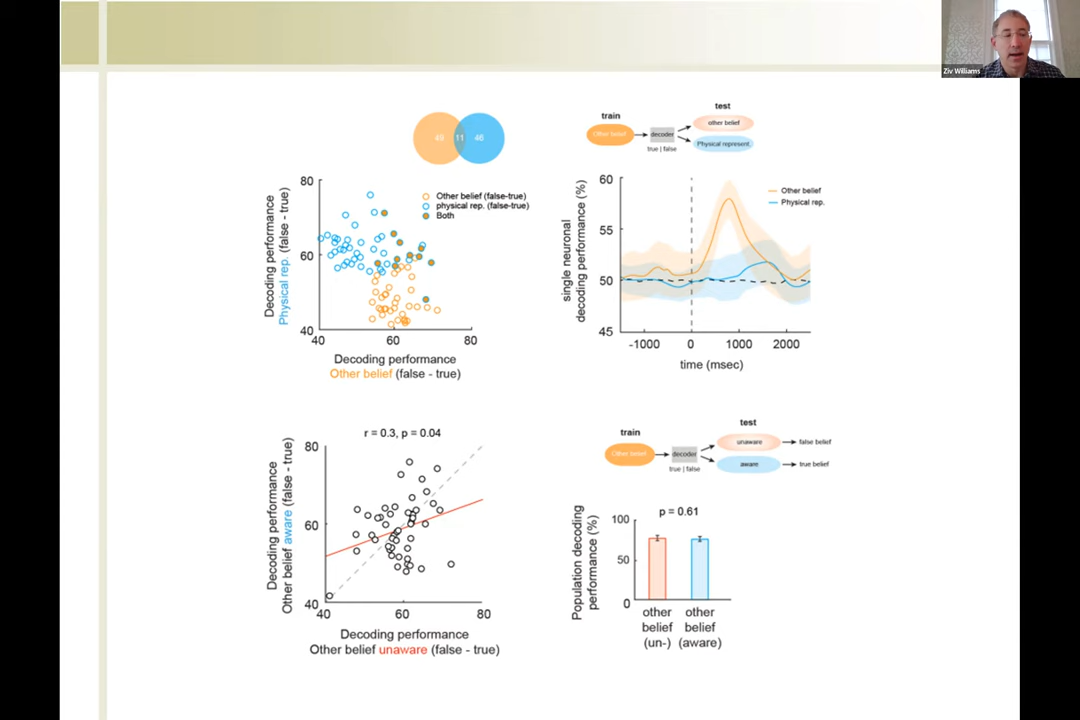 Ziv Williams
49 11 46
80
60
40
40 60 80
Decoding performance
Physical rep. (false - true)
Other belief (false-true)
physical rep. (false-true)
Both
Decoding performance
Other belief (false - true)
train
test
Other belief
decoder
true | false
other belief
Physical represent.
60
55
50
45
single neuronal
decoding performance (%)
Other belief
Physical rep.
-1000 0 1000 2000
time (msec)
r = 0.3, p = 0.04
80
60
40
40 60 80
Decoding performance
Other belief aware (false - true)
Decoding performance
Other belief unaware (false - true)
train
test
Other belief
decoder
true | false
unaware
false belief
aware
true belief
p = 0.61
100
50
0
Population decoding
performance (%)
other
belief
(un-)
other
belief
(aware)